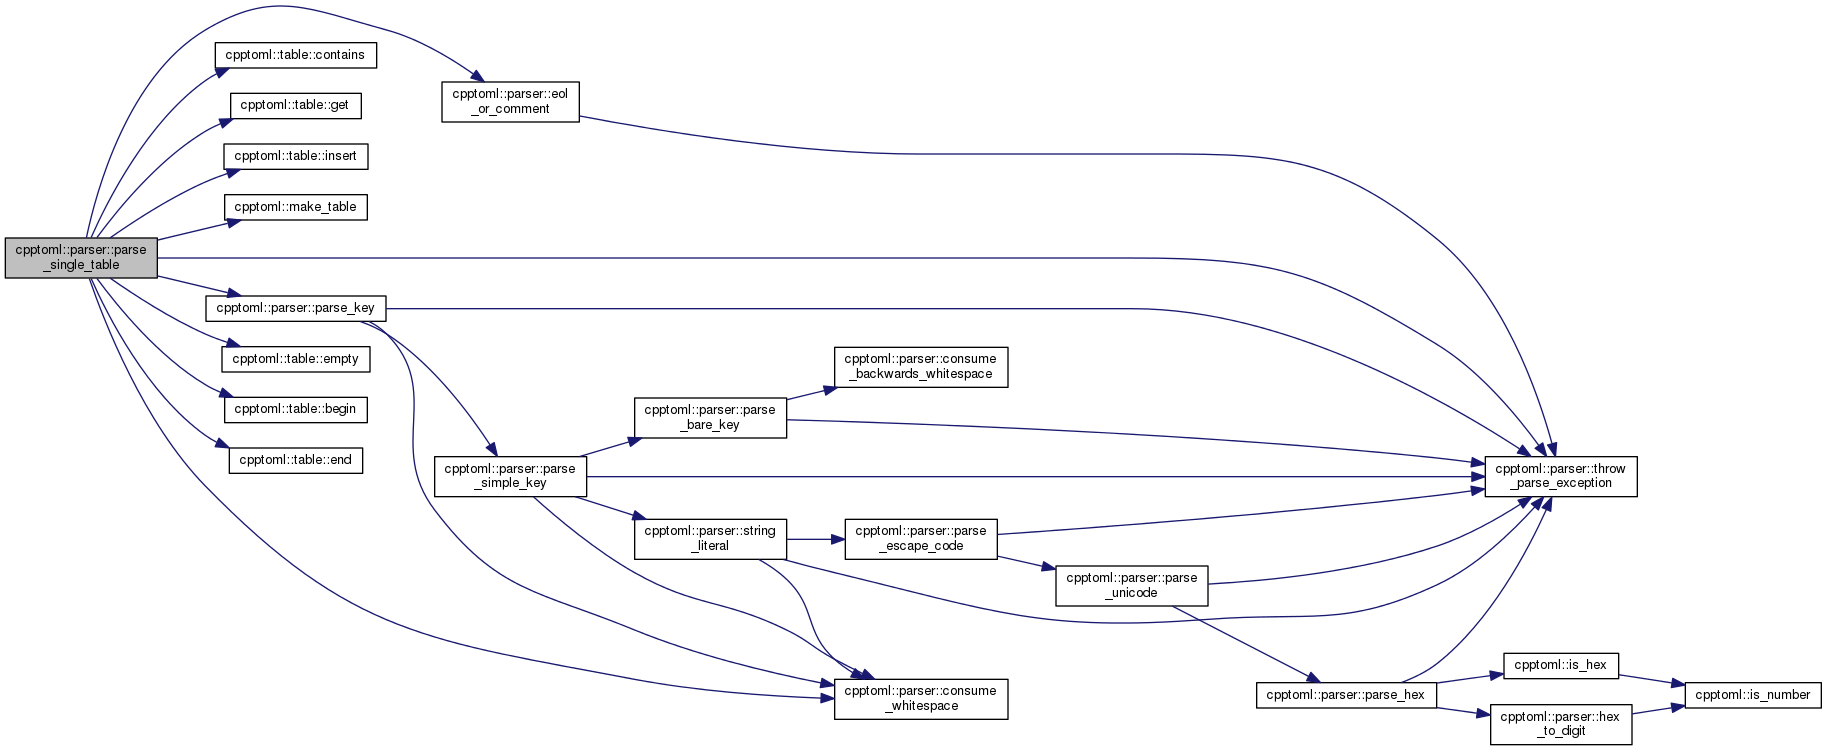 cpptoml::parser::parse
_single_table
cpptoml::table::contains
cpptoml::table::get
cpptoml::table::insert
cpptoml::make_table
cpptoml::parser::parse_key
cpptoml::table::empty
cpptoml::table::begin
cpptoml::table::end
cpptoml::parser::eol
_or_comment
cpptoml::parser::parse
_simple_key
cpptoml::parser::parse
_bare_key
cpptoml::parser::string
_literal
cpptoml::parser::consume
_backwards_whitespace
cpptoml::parser::parse
_escape_code
cpptoml::parser::consume
_whitespace
cpptoml::parser::parse
_unicode
cpptoml::parser::parse_hex
cpptoml::parser::throw
_parse_exception
cpptoml::is_hex
cpptoml::parser::hex
_to_digit
cpptoml::is_number